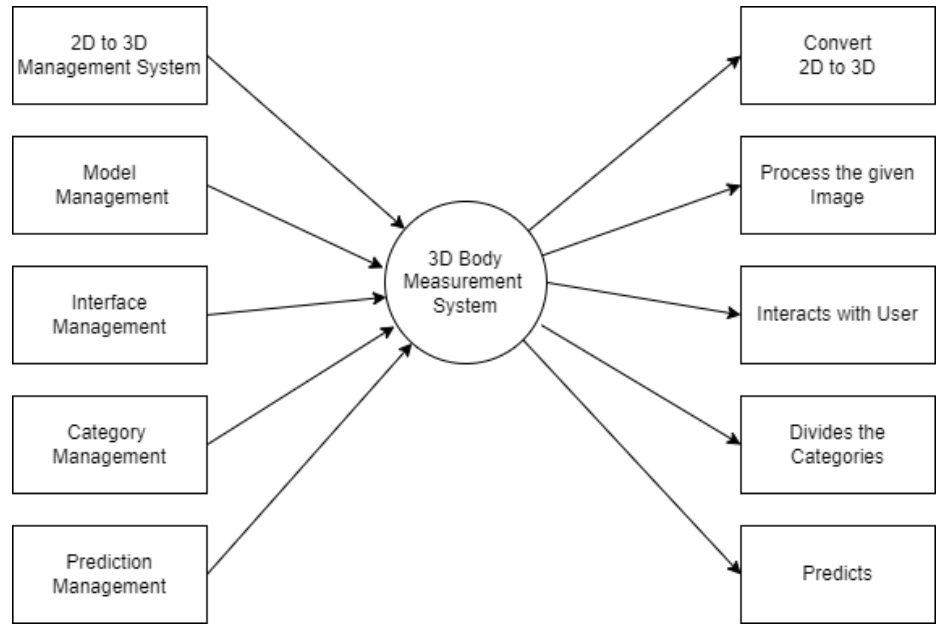 2D to 3D
Management System
Model
Management
Interface
Management
Category
Management
Prediction
Management
3D Body
Measurement
System
Convert
2D to 3D
Process the given
Image
Interacts with User
Divides the
Categories
Predicts